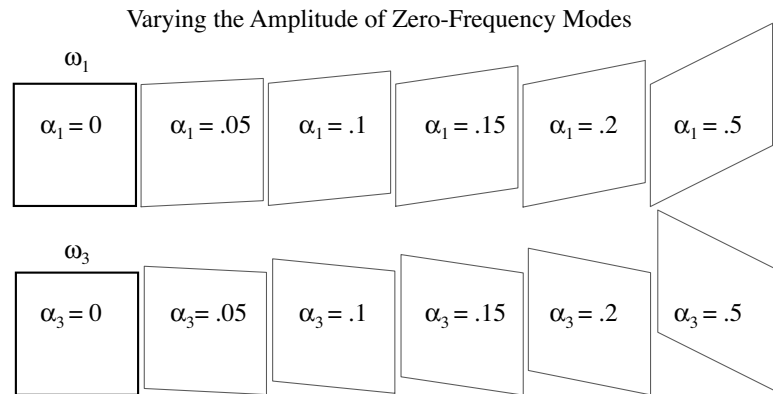 Varying the Amplitude of Zero-Frequency Modes
ω₁
α₁ = 0 α₁ = .05 α₁ = .1 α₁ = .15 α₁ = .2 α₁ = .5
ω₃
α₃ = 0 α₃ = .05 α₃ = .1 α₃ = .15 α₃ = .2 α₃ = .5